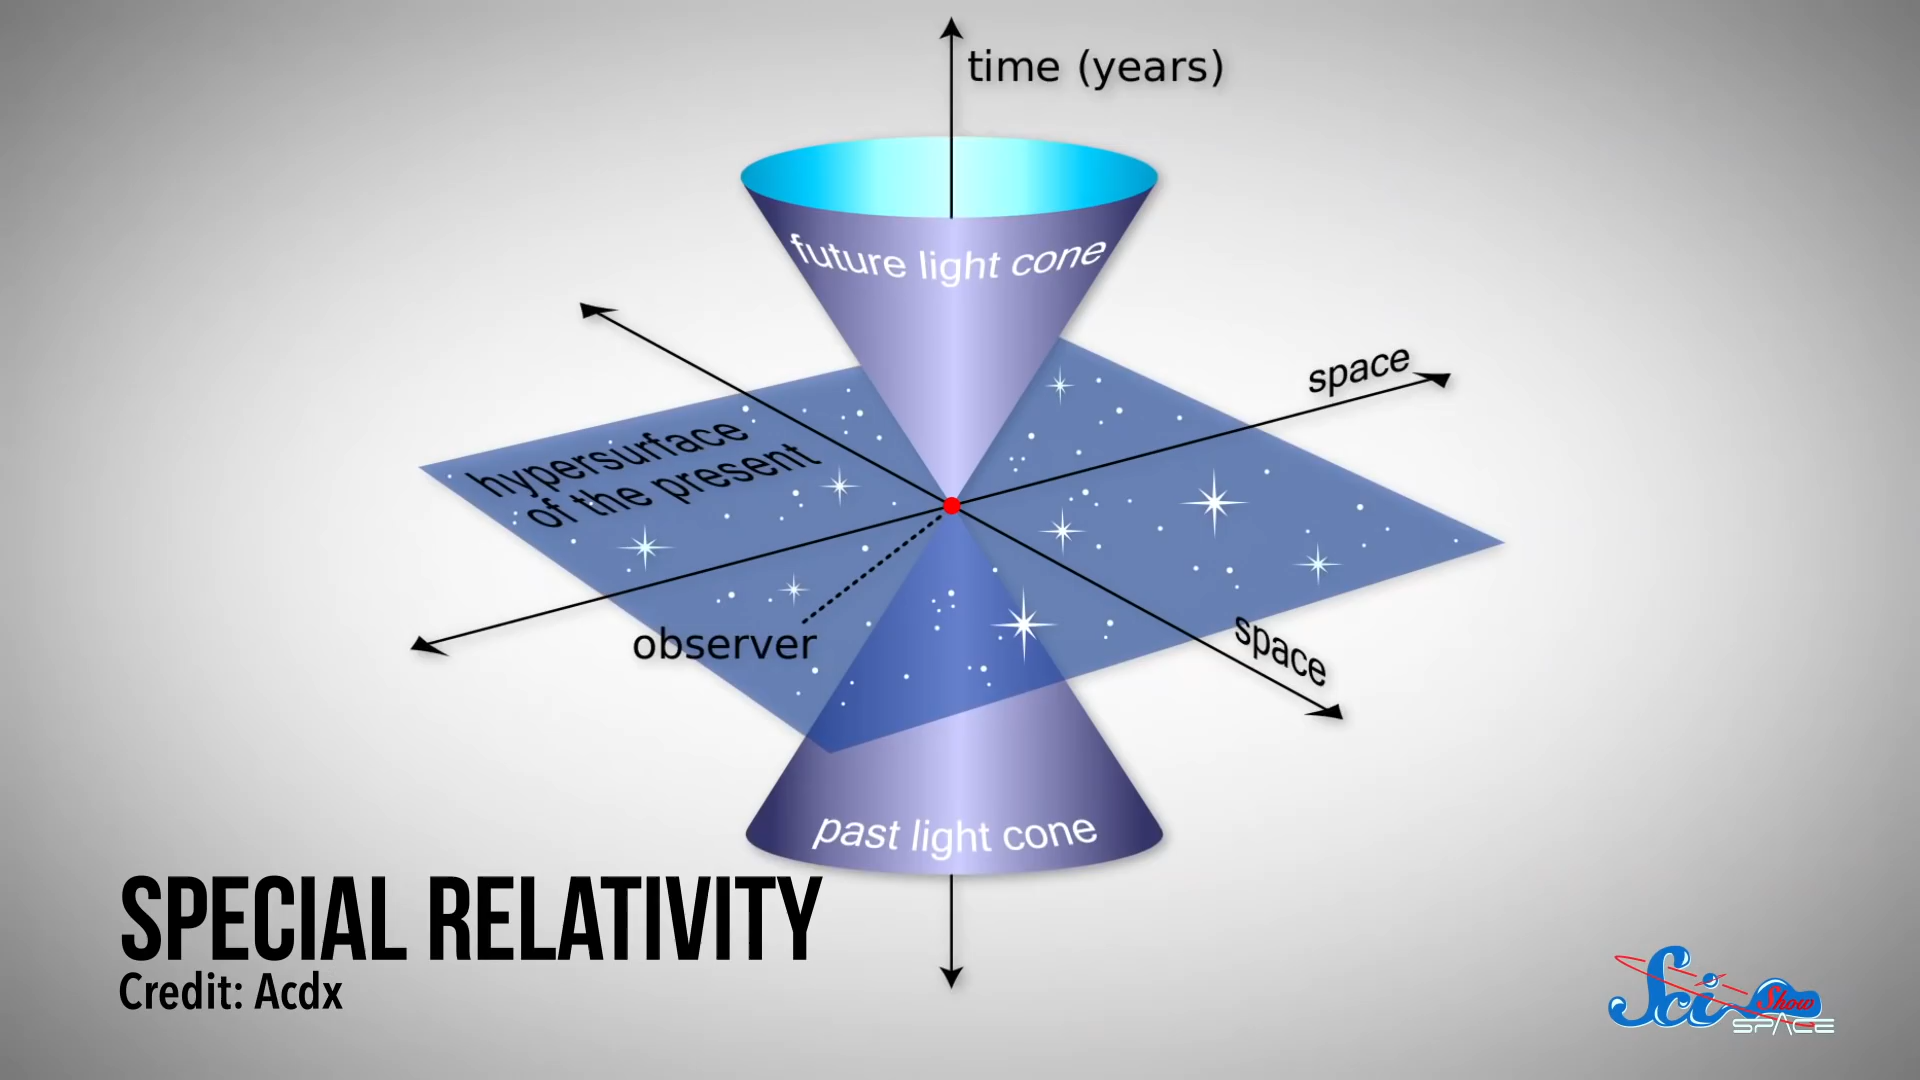 time (years)
future light cone
space
hypersurface
of the present
observer
space
past light cone
SPECIAL RELATIVITY
Credit: Acdx
Sci Show
SPACE